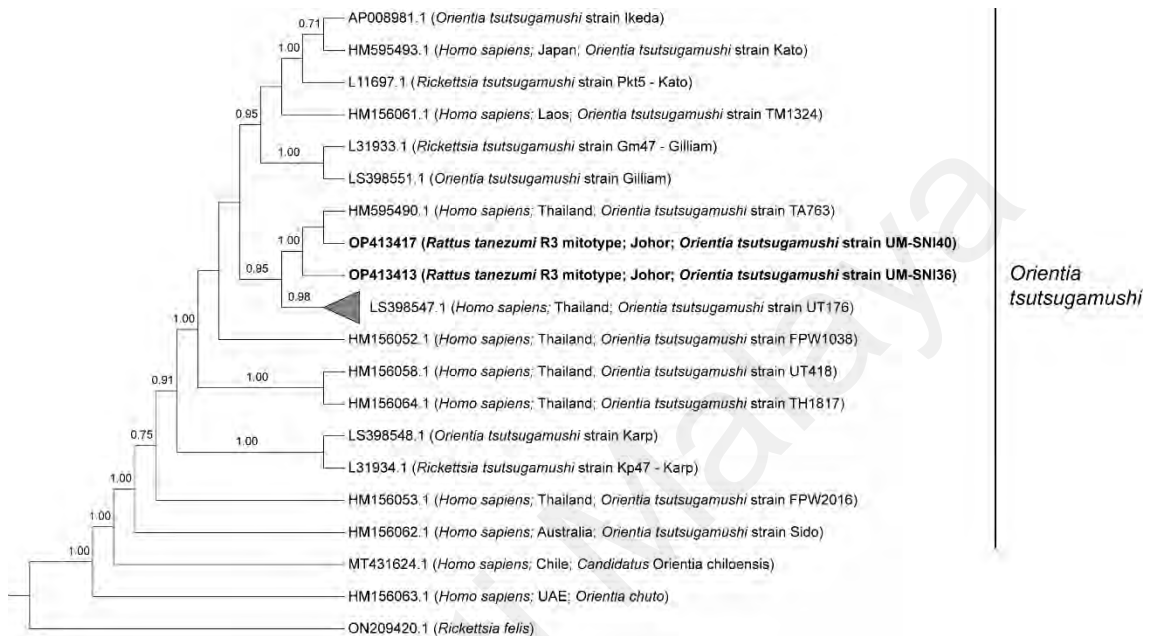 0.71
AP008981.1 (Orientia tsutsugamushi strain Ikeda)
1.00
HM595493.1 (Homo sapiens; Japan; Orientia tsutsugamushi strain Kato)
L11697.1 (Rickettsia tsutsugamushi strain Pkt5 - Kato)
0.95
HM156061.1 (Homo sapiens; Laos; Orientia tsutsugamushi strain TM1324)
1.00
L31933.1 (Rickettsia tsutsugamushi strain Gm47 - Gilliam)
LS398551.1 (Orientia tsutsugamushi strain Gilliam)
HM595490.1 (Homo sapiens; Thailand; Orientia tsutsugamushi strain TA763)
1.00
OP413417 (Rattus tanezumi R3 mitotype; Johor; Orientia tsutsugamushi strain UM-SNI40)
0.95
OP413413 (Rattus tanezumi R3 mitotype; Johor; Orientia tsutsugamushi strain UM-SNI36)
0.98
LS398547.1 (Homo sapiens; Thailand; Orientia tsutsugamushi strain UT176)
1.00
HM156052.1 (Homo sapiens; Thailand; Orientia tsutsugamushi strain FPW1038)
0.91
1.00
HM156058.1 (Homo sapiens; Thailand; Orientia tsutsugamushi strain UT418)
HM156064.1 (Homo sapiens; Thailand; Orientia tsutsugamushi strain TH1817)
0.75
1.00
LS398548.1 (Orientia tsutsugamushi strain Karp)
L31934.1 (Rickettsia tsutsugamushi strain Kp47 - Karp)
1.00
HM156053.1 (Homo sapiens; Thailand; Orientia tsutsugamushi strain FPW2016)
1.00
HM156062.1 (Homo sapiens; Australia; Orientia tsutsugamushi strain Sido)
1.00
MT431624.1 (Homo sapiens; Chile; Candidatus Orientia chiloensis)
HM156063.1 (Homo sapiens; UAE; Orientia chuto)
ON209420.1 (Rickettsia felis)
Orientia
tsutsugamushi
Malaya